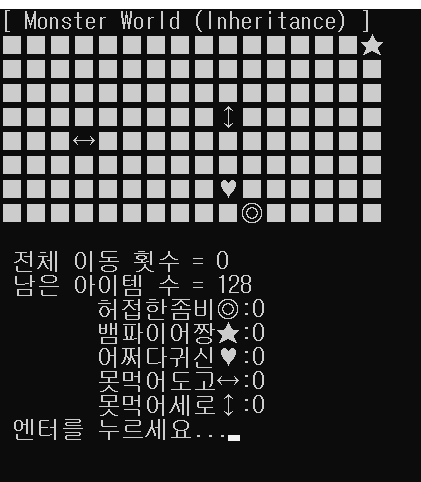 [ Monster World (Inheritance) ]
■■■■■■■■■■■■■■■★
■■■■■■■■■■■■■■■■
■■■■■■■■■■■■■■■■
■■■■■■■■■↕■■■■■■
■■■↔■■■■■■■■■■■■
■■■■■■■■■■■■■■■■
■■■■■■■■■♥■■■■■■
■■■■■■■■■■◎■■■■■
전체 이동 횟수 = 0
남은 아이템 수 = 128
허접한좀비◎:0
뱀파이어짱★:0
어쩌다귀신♥:0
못먹어도고↔:0
못먹어세로↕:0
엔터를 누르세요...